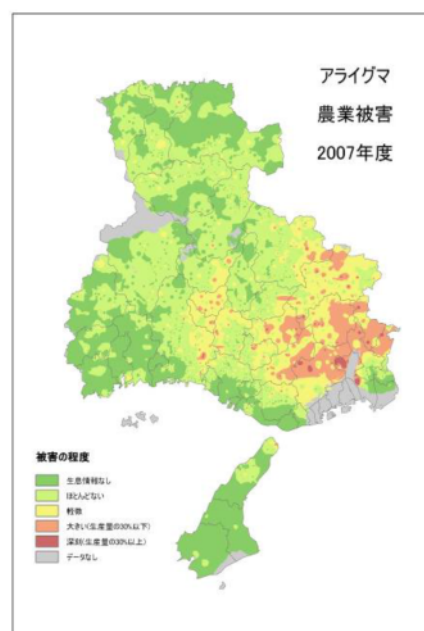 アライグマ
農業被害
2007年度
被害の程度
生息情報なし
ほとんどない
軽微
大きい(生産量の30%以下)
深刻(生産量の30%以上)
データなし